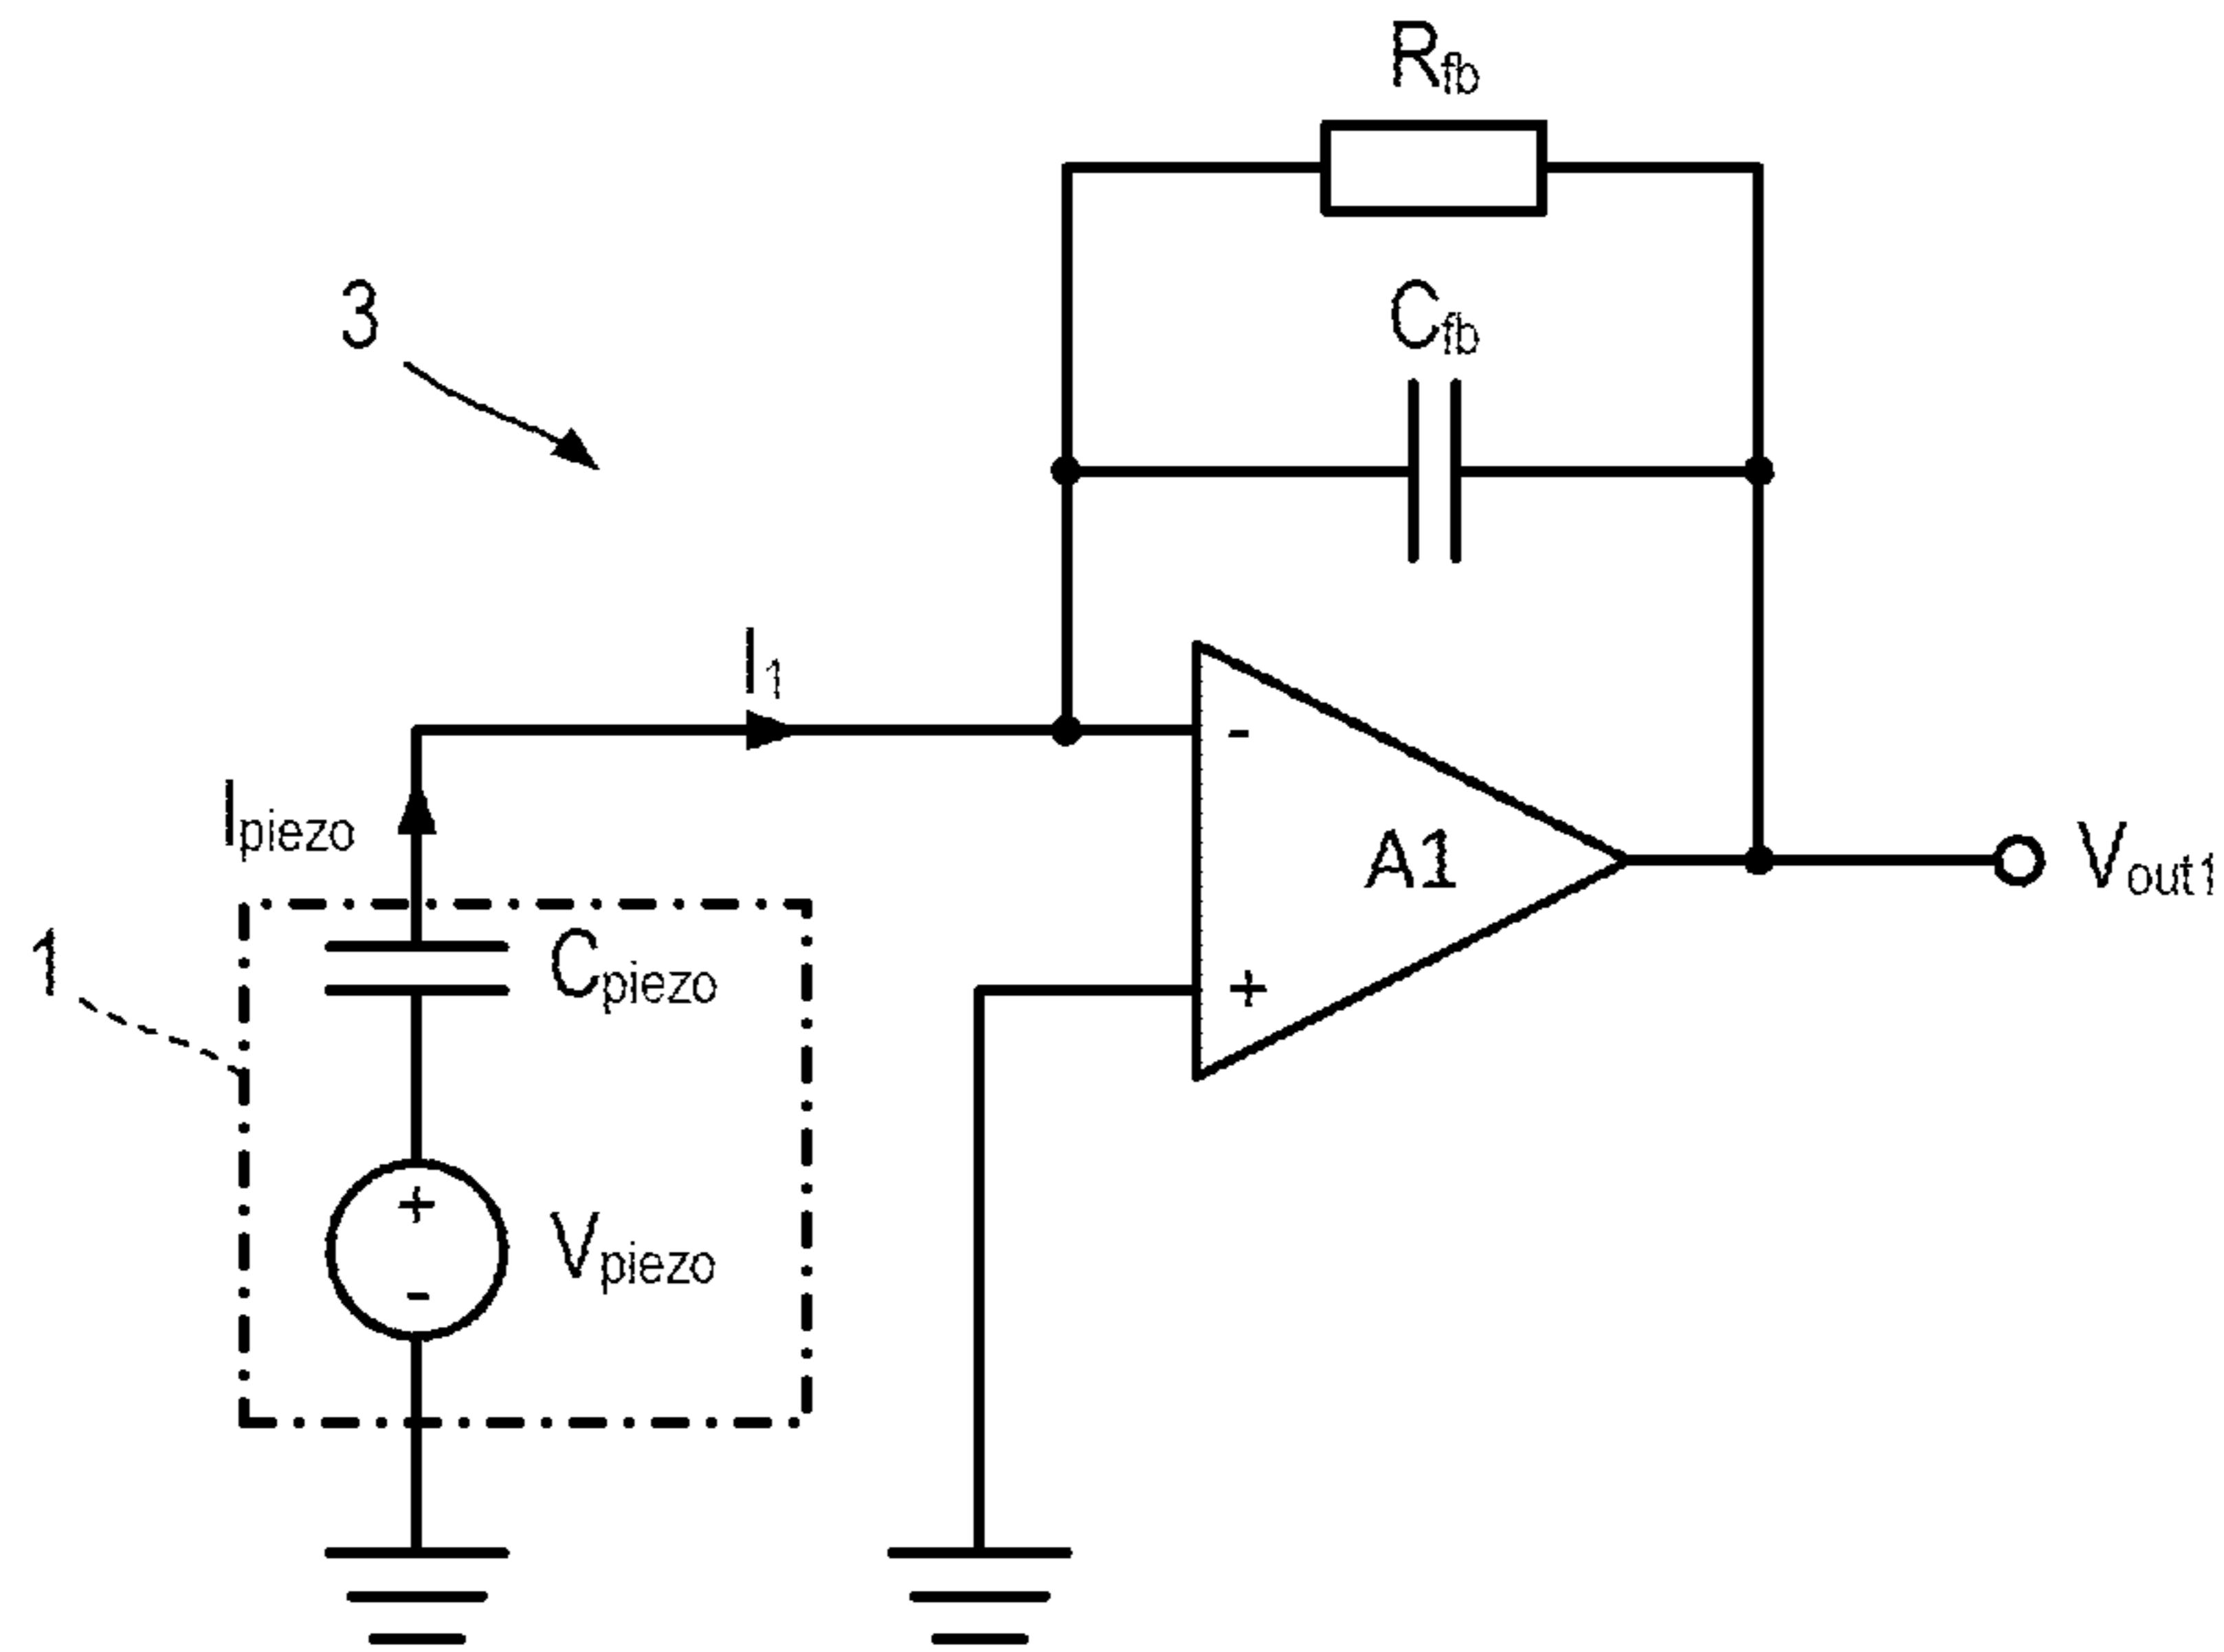 Rfb
3
Cfb
I1
-
Ipiezo
A1
Vout1
1
Cpiezo
+
+
Vpiezo
-